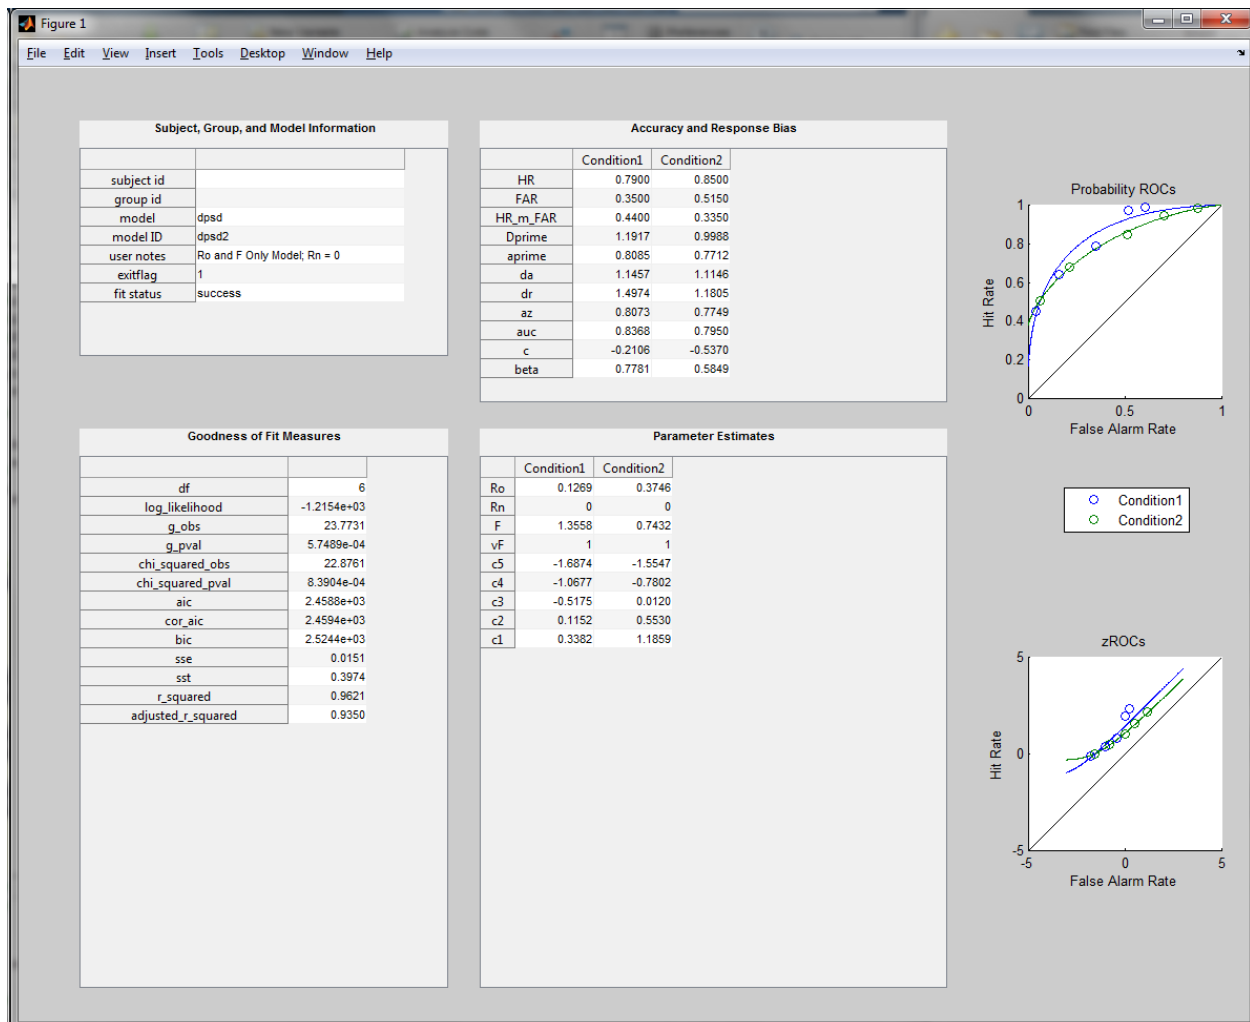 Figure 1
File Edit View Insert Tools Desktop Window Help
Subject, Group, and Model Information
subject id
group id
model dpsd
model ID dpsd2
user notes Ro and F Only Model; Rn = 0
exitflag 1
fit status success
Accuracy and Response Bias
Condition1 Condition2
HR 0.7900 0.8500
FAR 0.3500 0.5150
HR_m_FAR 0.4400 0.3350
Dprime 1.1917 0.9988
aprime 0.8085 0.7712
da 1.1457 1.1146
dr 1.4974 1.1805
az 0.8073 0.7749
auc 0.8368 0.7950
c -0.2106 -0.5370
beta 0.7781 0.5849
Probability ROCs
1
0.8
0.6
0.4
0.2
0
Hit Rate
0 0.5 1
False Alarm Rate
Goodness of Fit Measures
df 6
log_likelihood -1.2154e+03
g_obs 23.7731
g_pval 5.7489e-04
chi_squared_obs 22.8761
chi_squared_pval 8.3904e-04
aic 2.4588e+03
cor_aic 2.4594e+03
bic 2.5244e+03
sse 0.0151
sst 0.3974
r_squared 0.9621
adjusted_r_squared 0.9350
Parameter Estimates
Condition1 Condition2
Ro 0.1269 0.3746
Rn 0 0
F 1.3558 0.7432
vF 1 1
c5 -1.6874 -1.5547
c4 -1.0677 -0.7802
c3 -0.5175 0.0120
c2 0.1152 0.5530
c1 0.3382 1.1859
Condition1
Condition2
zROCs
5
0
-5
Hit Rate
-5 0 5
False Alarm Rate